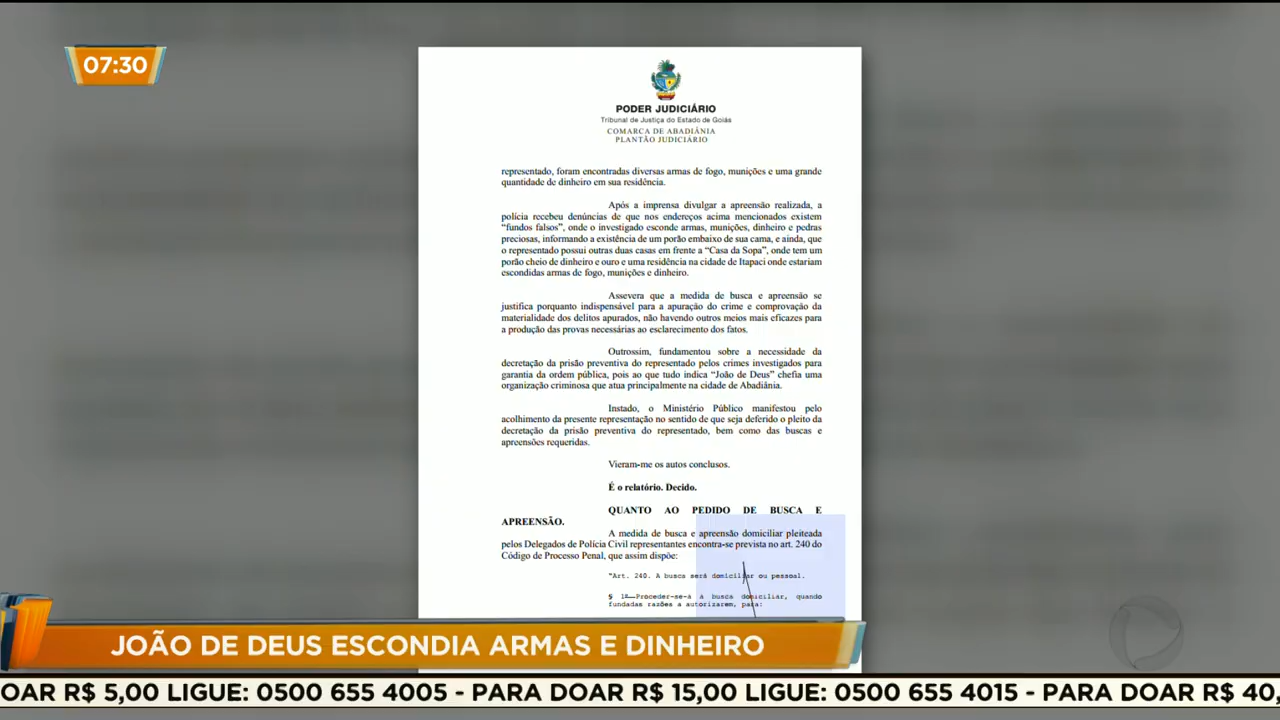 07:30
PODER JUDICIÁRIO
Tribunal de Justiça do Estado de Goiás
COMARCA DE ABADIÂNIA
PLANTÃO JUDICIÁRIO
representado, foram encontradas diversas armas de fogo, munições e uma grande
quantidade de dinheiro em sua residência.
Após a imprensa divulgar a apreensão realizada, a
polícia recebeu denúncias de que nos endereços acima mencionados existem
“fundos falsos”, onde o investigado esconde armas, munições, dinheiro e pedras
preciosas, informando a existência de um porão embaixo de sua cama, e ainda, que
o representado possui outras duas casas em frente a “Casa da Sopa”, onde tem um
porão cheio de dinheiro e ouro e uma residência na cidade de Itapaci onde estariam
escondidas armas de fogo, munições e dinheiro.
Assevera que a medida de busca e apreensão se
justifica porquanto indispensável para a apuração do crime e comprovação da
materialidade dos delitos apurados, não havendo outros meios mais eficazes para
a produção das provas necessárias ao esclarecimento dos fatos.
Outrossim, fundamentou sobre a necessidade da
decretação da prisão preventiva do representado pelos crimes investigados para
garantia da ordem pública, pois ao que tudo indica “João de Deus” chefia uma
organização criminosa que atua principalmente na cidade de Abadiânia.
Instado, o Ministério Público manifestou pelo
acolhimento da presente representação no sentido de que seja deferido o pleito da
decretação da prisão preventiva do representado, bem como das buscas e
apreensões requeridas.
Vieram-me os autos conclusos.
É o relatório. Decido.
QUANTO AO PEDIDO DE BUSCA E
APREENSÃO.
A medida de busca e apreensão domiciliar pleiteada
pelos Delegados de Polícia Civil representantes encontra-se prevista no art. 240 do
Código de Processo Penal, que assim dispõe:
"Art. 240. A busca será domiciliar ou pessoal.
§ 1º Proceder-se-á à busca domiciliar, quando
fundadas razões a autorizarem, para:
JOÃO DE DEUS ESCONDIA ARMAS E DINHEIRO
OAR R$ 5,00 LIGUE: 0500 655 4005 - PARA DOAR R$ 15,00 LIGUE: 0500 655 4015 - PARA DOAR R$ 40,